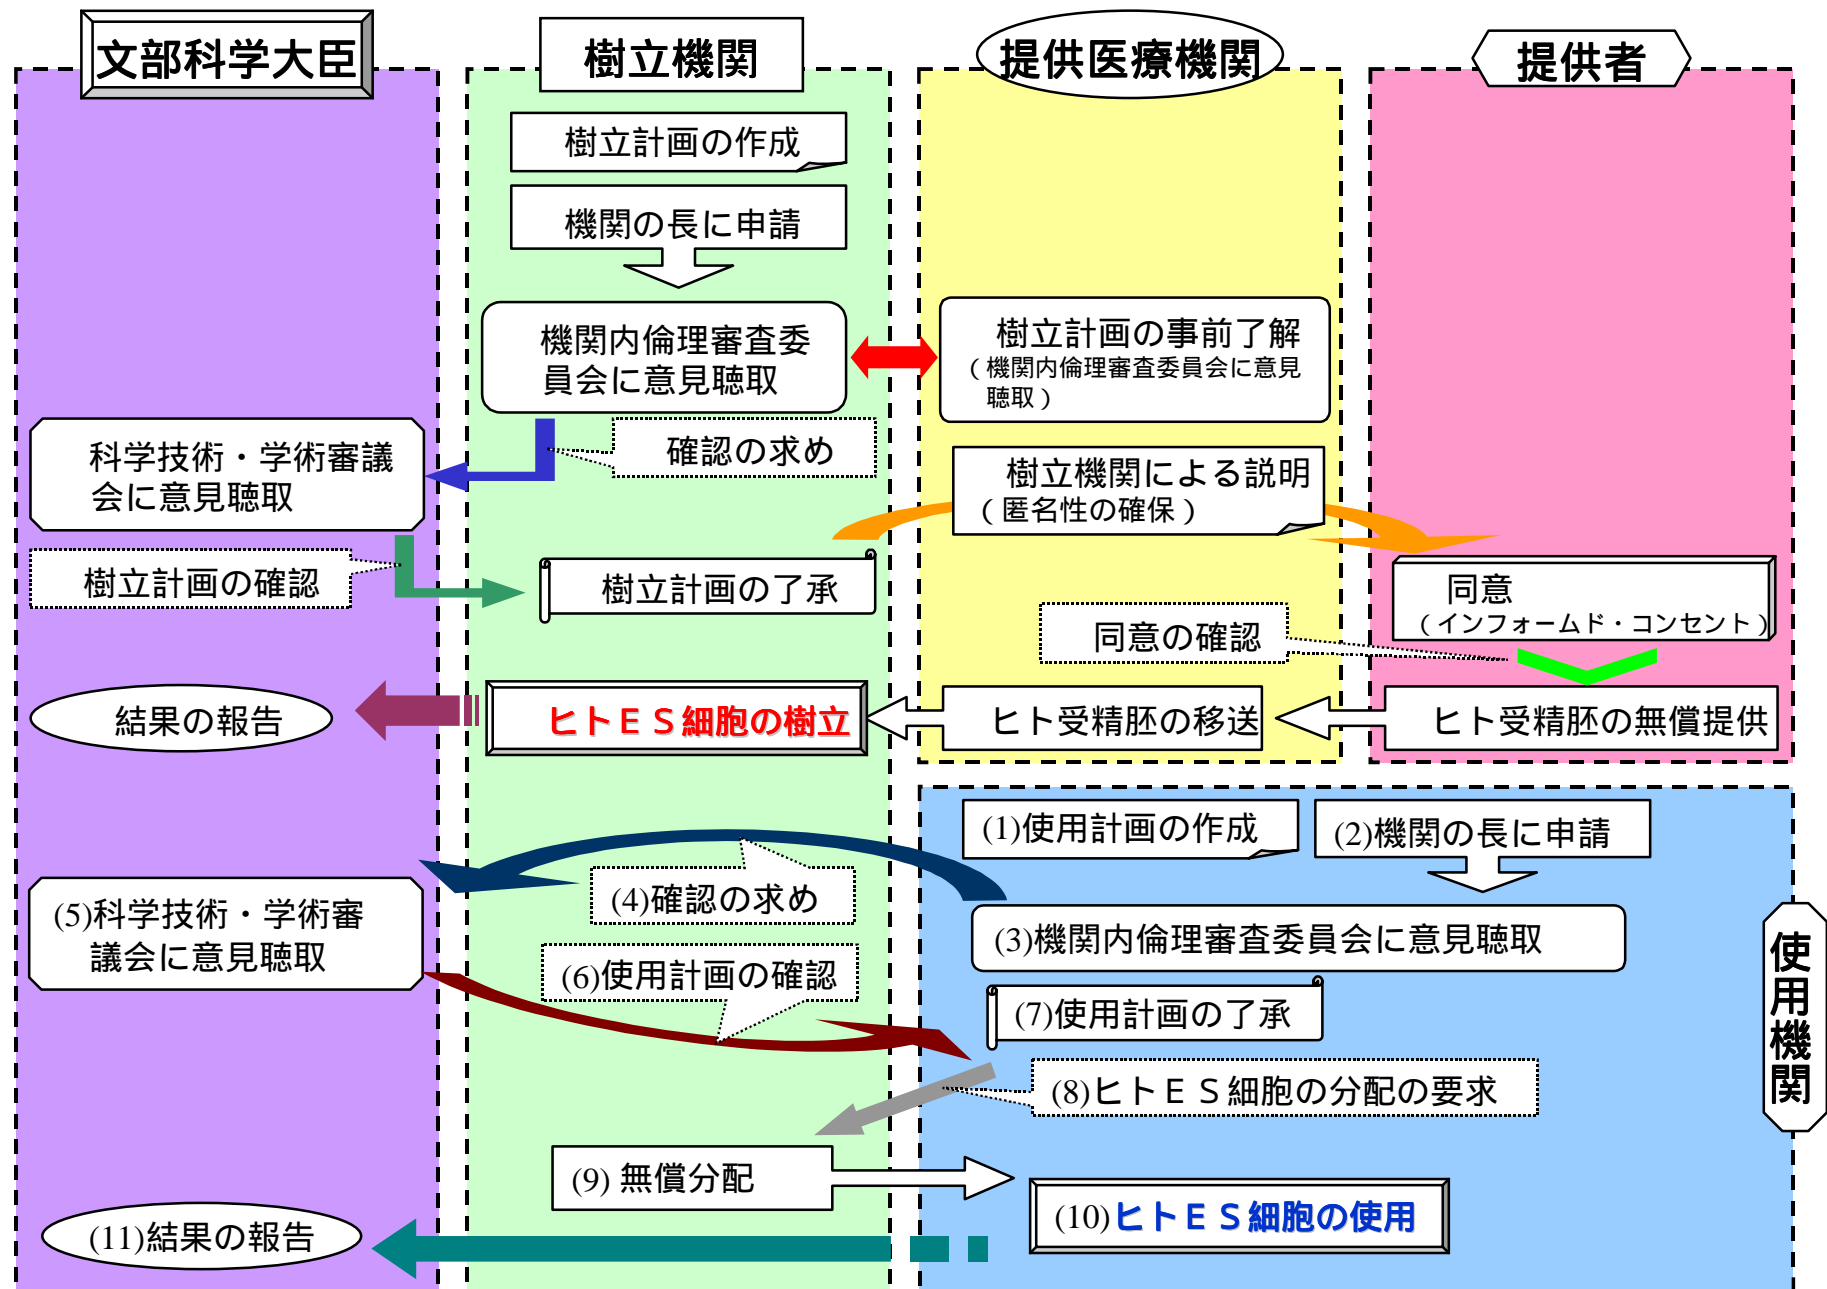 文部科学大臣
樹立機関
提供医療機関
提供者
樹立計画の作成
機関の長に申請
機関内倫理審査委
員会に意見聴取
樹立計画の事前了解
（機関内倫理審査委員会に意見
聴取）
確認の求め
科学技術・学術審議
会に意見聴取
樹立機関による説明
（匿名性の確保）
樹立計画の確認
樹立計画の了承
同意
（インフォームド・コンセント）
同意の確認
結果の報告
ヒトＥＳ細胞の樹立
ヒト受精胚の移送
ヒト受精胚の無償提供
(1)使用計画の作成
(2)機関の長に申請
(4)確認の求め
(5)科学技術・学術審
議会に意見聴取
(3)機関内倫理審査委員会に意見聴取
使用機関
(6)使用計画の確認
(7)使用計画の了承
(8)ヒトＥＳ細胞の分配の要求
(9) 無償分配
(10)ヒトＥＳ細胞の使用
(11)結果の報告